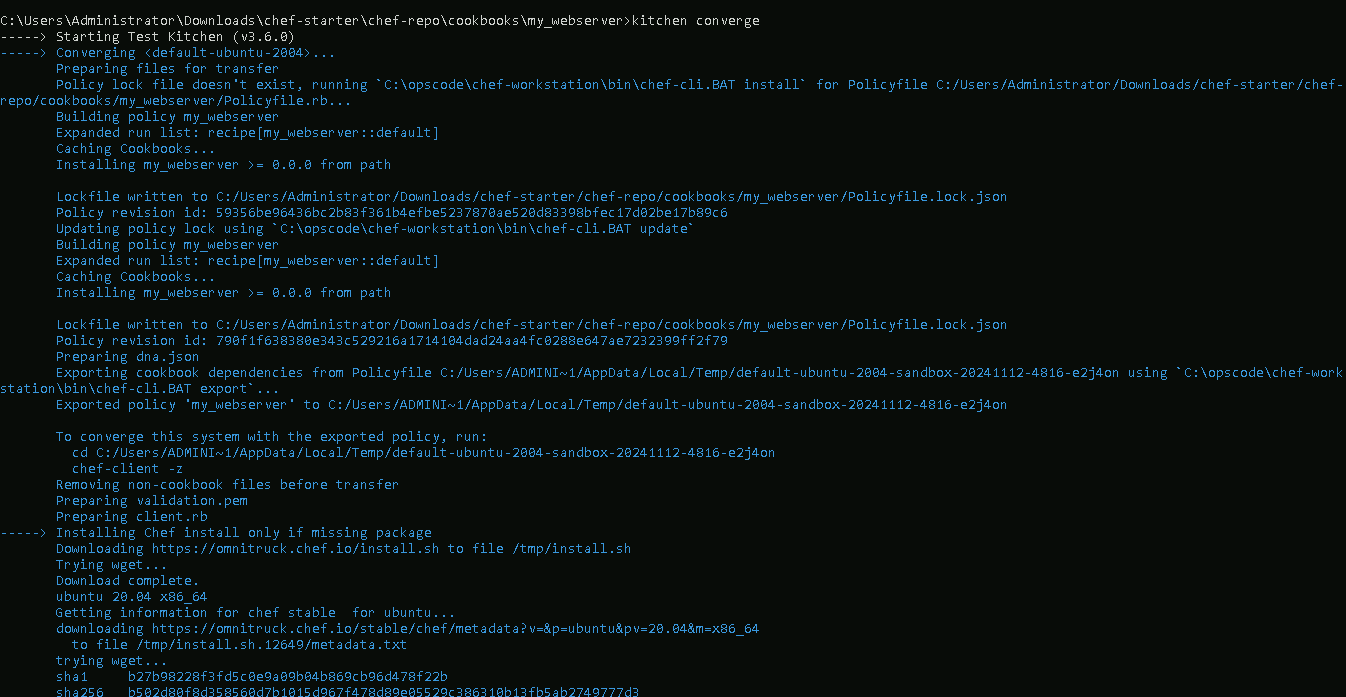 C:\Users\Administrator\Downloads\chef-starter\chef-repo\cookbooks\my_webserver>kitchen converge
-----> Starting Test Kitchen (v3.6.0)
-----> Converging <default-ubuntu-2004>...
Preparing files for transfer
Policy lock file doesn't exist, running `C:\opscode\chef-workstation\bin\chef-cli.BAT install` for Policyfile C:/Users/Administrator/Downloads/chef-starter/chef-
repo/cookbooks/my_webserver/Policyfile.rb...
Building policy my_webserver
Expanded run list: recipe[my_webserver::default]
Caching Cookbooks...
Installing my_webserver >= 0.0.0 from path
Lockfile written to C:/Users/Administrator/Downloads/chef-starter/chef-repo/cookbooks/my_webserver/Policyfile.lock.json
Policy revision id: 59356be96436bc2b83f361b4efbe5237870ae520d83398bfec17d02be17b89c6
Updating policy lock using `C:\opscode\chef-workstation\bin\chef-cli.BAT update`
Building policy my_webserver
Expanded run list: recipe[my_webserver::default]
Caching Cookbooks...
Installing my_webserver >= 0.0.0 from path
Lockfile written to C:/Users/Administrator/Downloads/chef-starter/chef-repo/cookbooks/my_webserver/Policyfile.lock.json
Policy revision id: 790f1f638380e343c529216a1714104dad24aa4fc0288e647ae7232399ff2f79
Preparing dna.json
Exporting cookbook dependencies from Policyfile C:/Users/ADMINI~1/AppData/Local/Temp/default-ubuntu-2004-sandbox-20241112-4816-e2j4on using `C:\opscode\chef-work
station\bin\chef-cli.BAT export`...
Exported policy 'my_webserver' to C:/Users/ADMINI~1/AppData/Local/Temp/default-ubuntu-2004-sandbox-20241112-4816-e2j4on
To converge this system with the exported policy, run:
cd C:/Users/ADMINI~1/AppData/Local/Temp/default-ubuntu-2004-sandbox-20241112-4816-e2j4on
chef-client -z
Removing non-cookbook files before transfer
Preparing validation.pem
Preparing client.rb
-----> Installing Chef install only if missing package
Downloading https://omnitruck.chef.io/install.sh to file /tmp/install.sh
Trying wget...
Download complete.
ubuntu 20.04 x86_64
Getting information for chef stable  for ubuntu...
downloading https://omnitruck.chef.io/stable/chef/metadata?v=&p=ubuntu&pv=20.04&m=x86_64
to file /tmp/install.sh.12649/metadata.txt
trying wget...
sha1 b27b98228f3fd5c0e9a09b04b869cb96d478f22b
sha256 b502d80f8d358560d7b1015d967f478d89e05529c386310b13fb5ab2749777d3